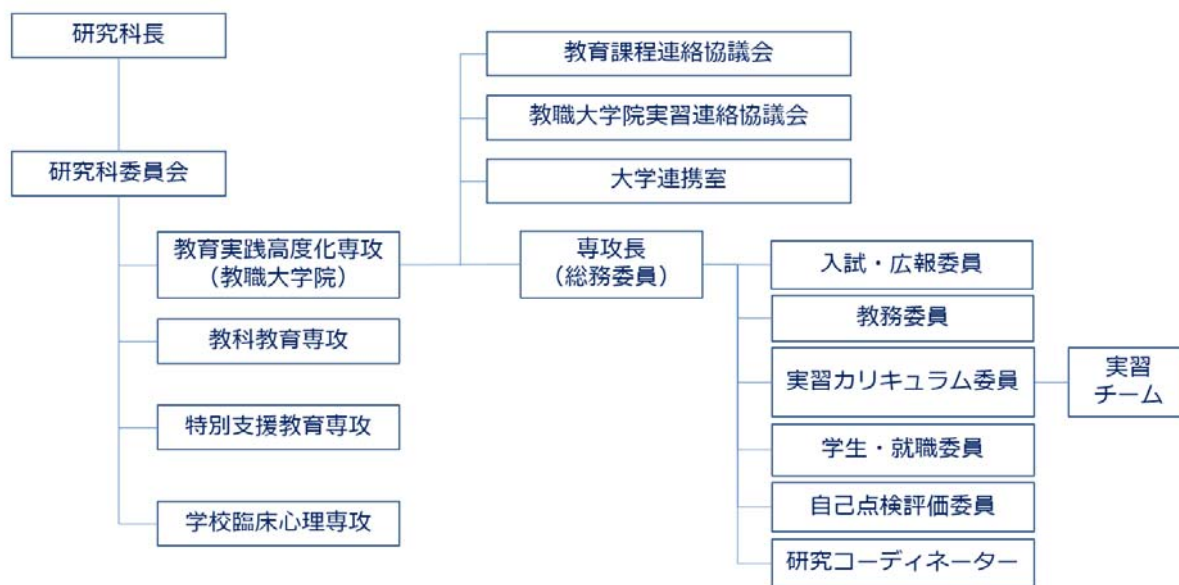 研究科長
研究科委員会
教育実践高度化専攻
(教職大学院)
教科教育専攻
特別支援教育専攻
学校臨床心理専攻
教育課程連絡協議会
教職大学院実習連絡協議会
大学連携室
専攻長
(総務委員)
入試・広報委員
教務委員
実習カリキュラム委員
学生・就職委員
自己点検評価委員
研究コーディネーター
実習
チーム